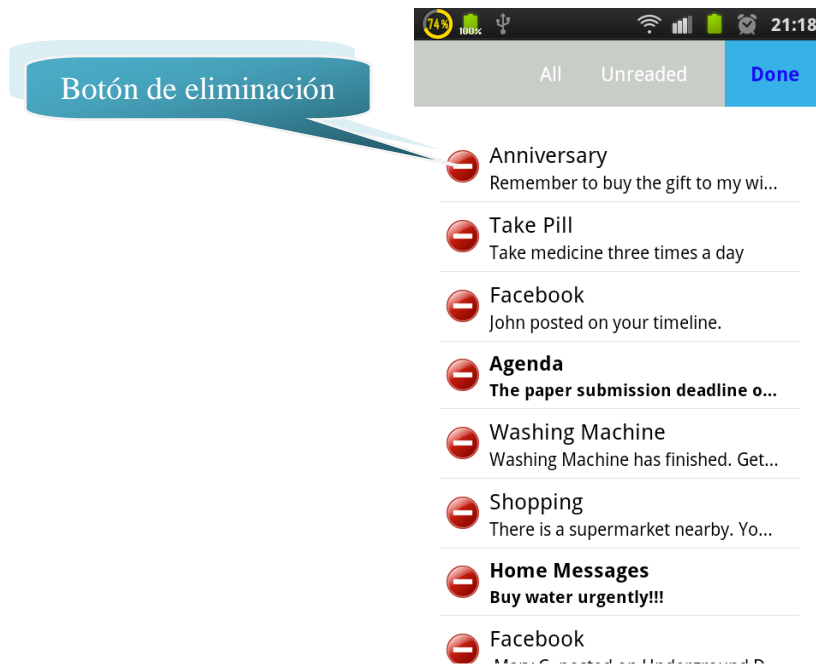 74%
100%
21:18
Botón de eliminación
All Unreaded Done
Anniversary
Remember to buy the gift to my wi...
Take Pill
Take medicine three times a day
Facebook
John posted on your timeline.
Agenda
The paper submission deadline o...
Washing Machine
Washing Machine has finished. Get...
Shopping
There is a supermarket nearby. Yo...
Home Messages
Buy water urgently!!!
Facebook